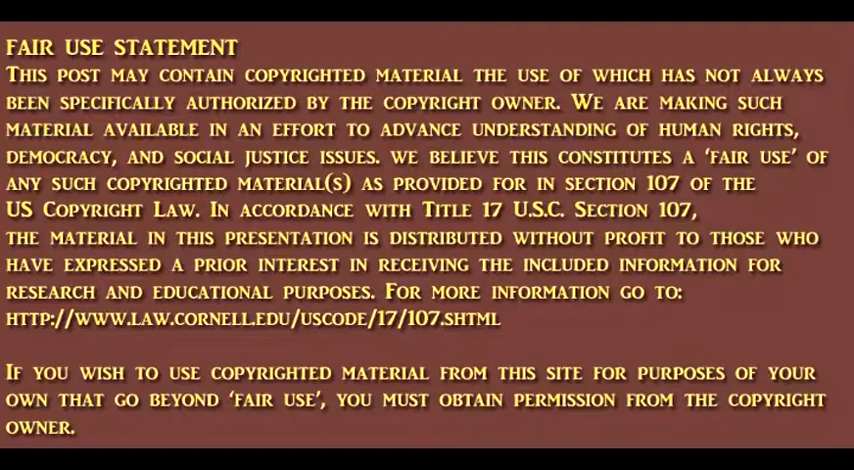 FAIR USE STATEMENT
THIS POST MAY CONTAIN COPYRIGHTED MATERIAL THE USE OF WHICH HAS NOT ALWAYS
BEEN SPECIFICALLY AUTHORIZED BY THE COPYRIGHT OWNER. WE ARE MAKING SUCH
MATERIAL AVAILABLE IN AN EFFORT TO ADVANCE UNDERSTANDING OF HUMAN RIGHTS,
DEMOCRACY, AND SOCIAL JUSTICE ISSUES. WE BELIEVE THIS CONSTITUTES A ‘FAIR USE’ OF
ANY SUCH COPYRIGHTED MATERIAL(S) AS PROVIDED FOR IN SECTION 107 OF THE
US COPYRIGHT LAW. IN ACCORDANCE WITH TITLE 17 U.S.C. SECTION 107,
THE MATERIAL IN THIS PRESENTATION IS DISTRIBUTED WITHOUT PROFIT TO THOSE WHO
HAVE EXPRESSED A PRIOR INTEREST IN RECEIVING THE INCLUDED INFORMATION FOR
RESEARCH AND EDUCATIONAL PURPOSES. FOR MORE INFORMATION GO TO:
HTTP://WWW.LAW.CORNELL.EDU/USCODE/17/107.SHTML
IF YOU WISH TO USE COPYRIGHTED MATERIAL FROM THIS SITE FOR PURPOSES OF YOUR
OWN THAT GO BEYOND ‘FAIR USE’, YOU MUST OBTAIN PERMISSION FROM THE COPYRIGHT
OWNER.